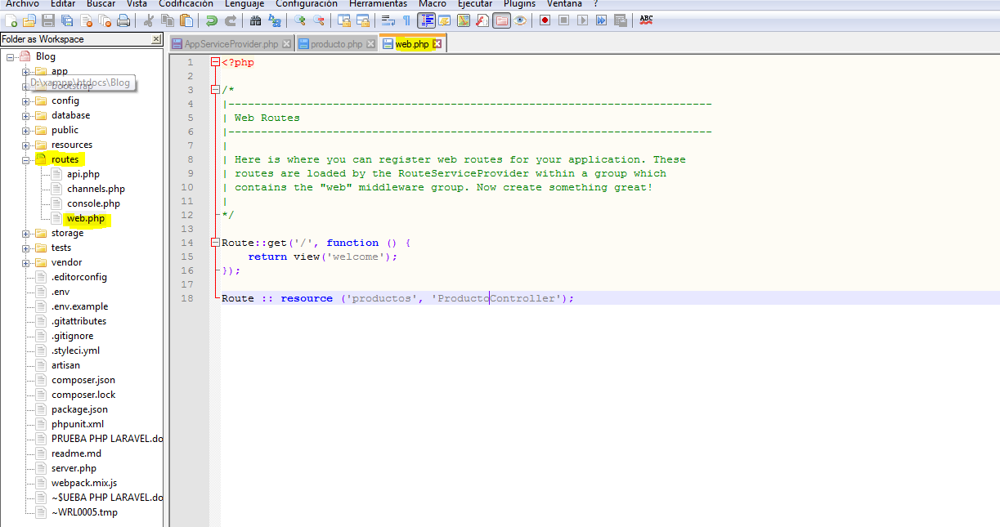 Archivo Editar Buscar Vista Codificación Lenguaje Configuración Herramientas Macro Ejecutar Plugins Ventana ?
ABC
Folder as Workspace
AppServiceProvider.php producto.php web.php
Blog
app
D:\xampp\htdocs\Blog
bootstrap
config
database
public
resources
routes
api.php
channels.php
console.php
web.php
storage
tests
vendor
.editorconfig
.env
.env.example
.gitattributes
.gitignore
.styleci.yml
artisan
composer.json
composer.lock
package.json
phpunit.xml
PRUEBA PHP LARAVEL.do
readme.md
server.php
webpack.mix.js
~$UEBA PHP LARAVEL.do
~WRL0005.tmp
1 <?php
2
3 /*
4 |--------------------------------------------------------------------------
5 | Web Routes
6 |--------------------------------------------------------------------------
7 |
8 | Here is where you can register web routes for your application. These
9 | routes are loaded by the RouteServiceProvider within a group which
10 | contains the "web" middleware group. Now create something great!
11 |
12 */
13
14 Route::get('/', function () {
15 return view('welcome');
16 });
17
18 Route :: resource ('productos', 'ProductoController');